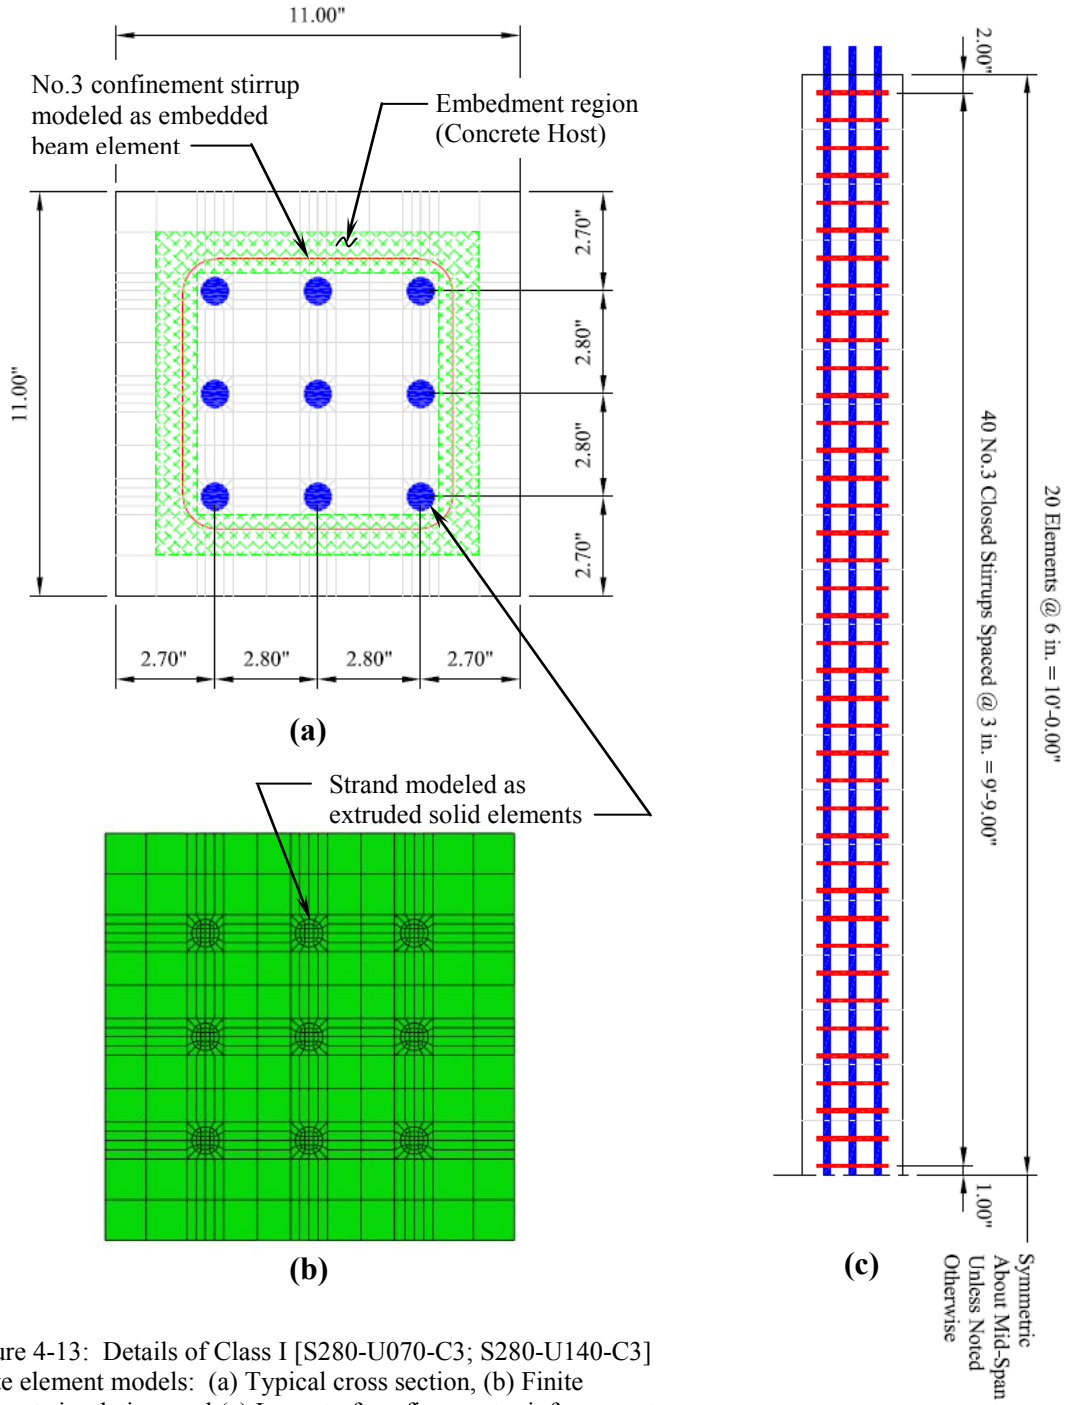 11.00"
No.3 confinement stirrup
modeled as embedded
beam element
Embedment region
(Concrete Host)
11.00"
2.70"
2.80"
2.80"
2.70"
2.70"
2.80"
2.80"
2.70"
(a)
Strand modeled as
extruded solid elements
(b)
2.00"
40 No.3 Closed Stirrups Spaced @ 3 in. = 9'-9.00"
20 Elements @ 6 in. = 10'-0.00"
1.00"
Symmetric
About Mid-Span
Unless Noted
Otherwise
(c)
ure 4-13: Details of Class I [S280-U070-C3; S280-U140-C3]
te element models: (a) Typical cross section, (b) Finite